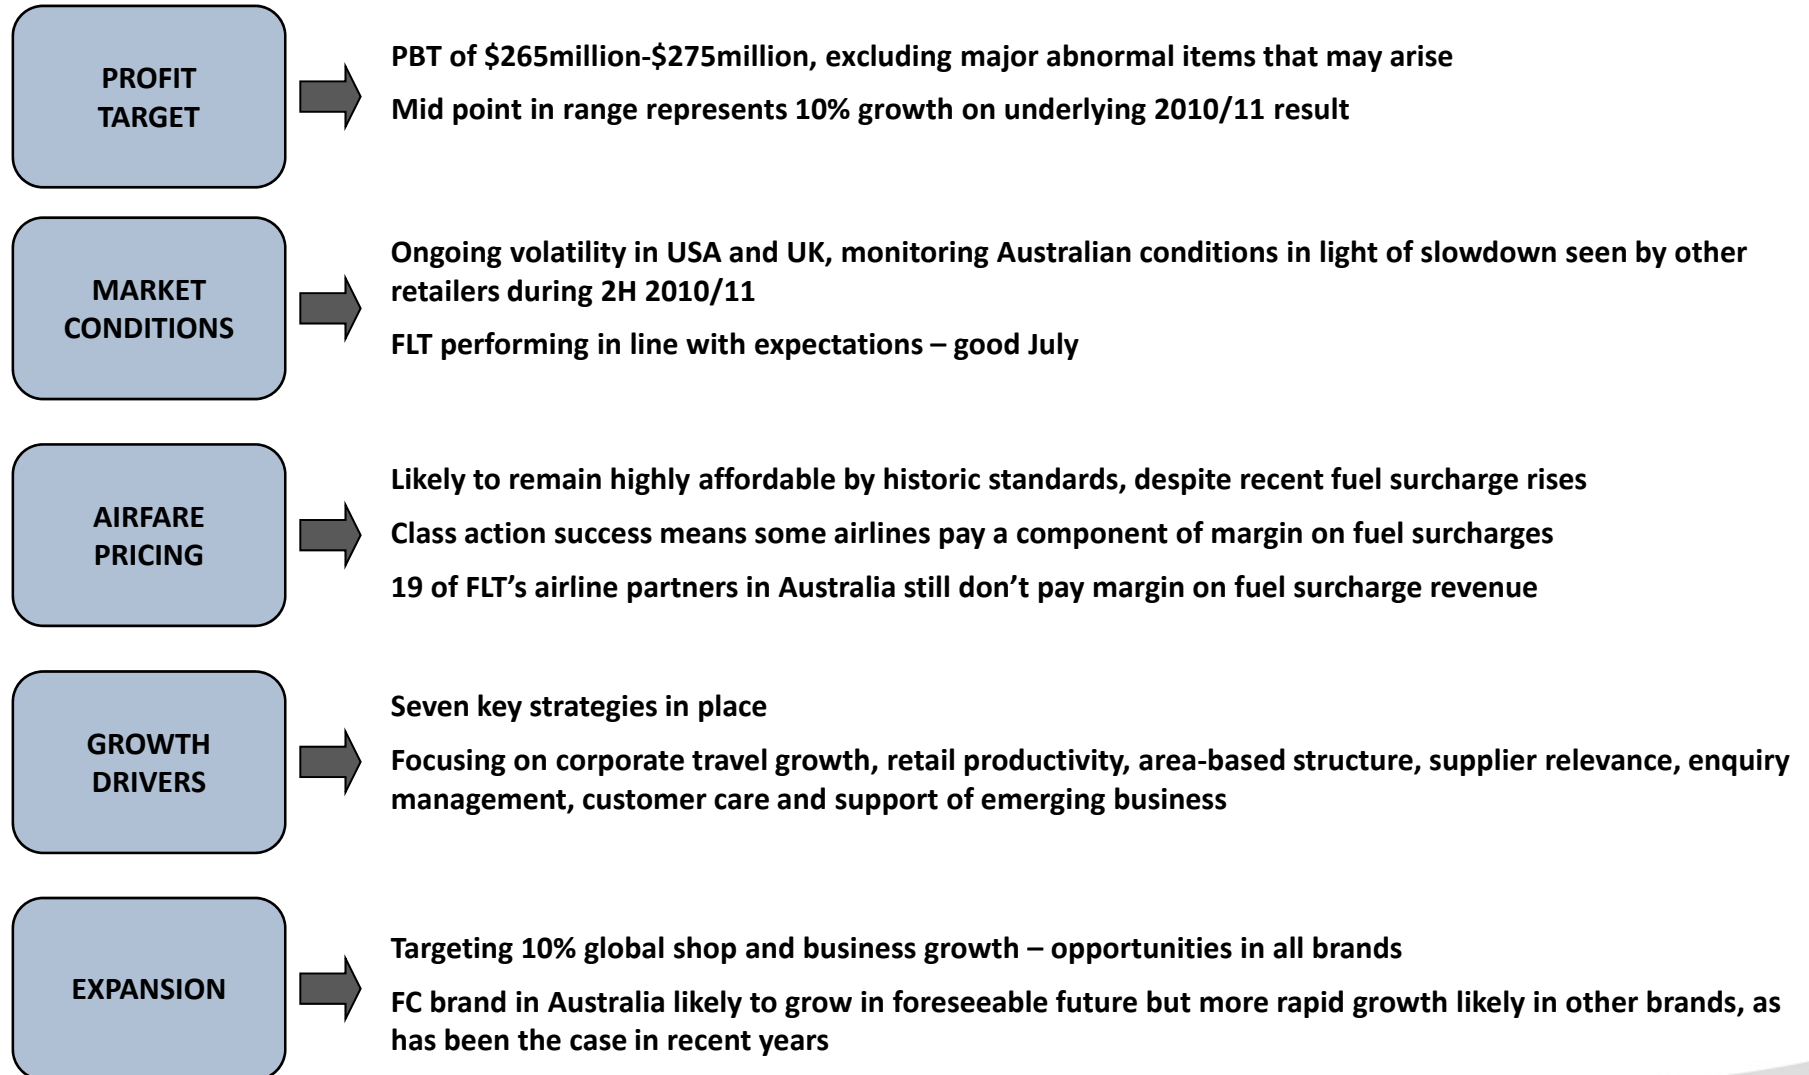 PROFIT
TARGET
PBT of $265million-$275million, excluding major abnormal items that may arise
Mid point in range represents 10% growth on underlying 2010/11 result
MARKET
CONDITIONS
Ongoing volatility in USA and UK, monitoring Australian conditions in light of slowdown seen by other
retailers during 2H 2010/11
FLT performing in line with expectations – good July
AIRFARE
PRICING
Likely to remain highly affordable by historic standards, despite recent fuel surcharge rises
Class action success means some airlines pay a component of margin on fuel surcharges
19 of FLT’s airline partners in Australia still don’t pay margin on fuel surcharge revenue
GROWTH
DRIVERS
Seven key strategies in place
Focusing on corporate travel growth, retail productivity, area-based structure, supplier relevance, enquiry
management, customer care and support of emerging business
EXPANSION
Targeting 10% global shop and business growth – opportunities in all brands
FC brand in Australia likely to grow in foreseeable future but more rapid growth likely in other brands, as
has been the case in recent years